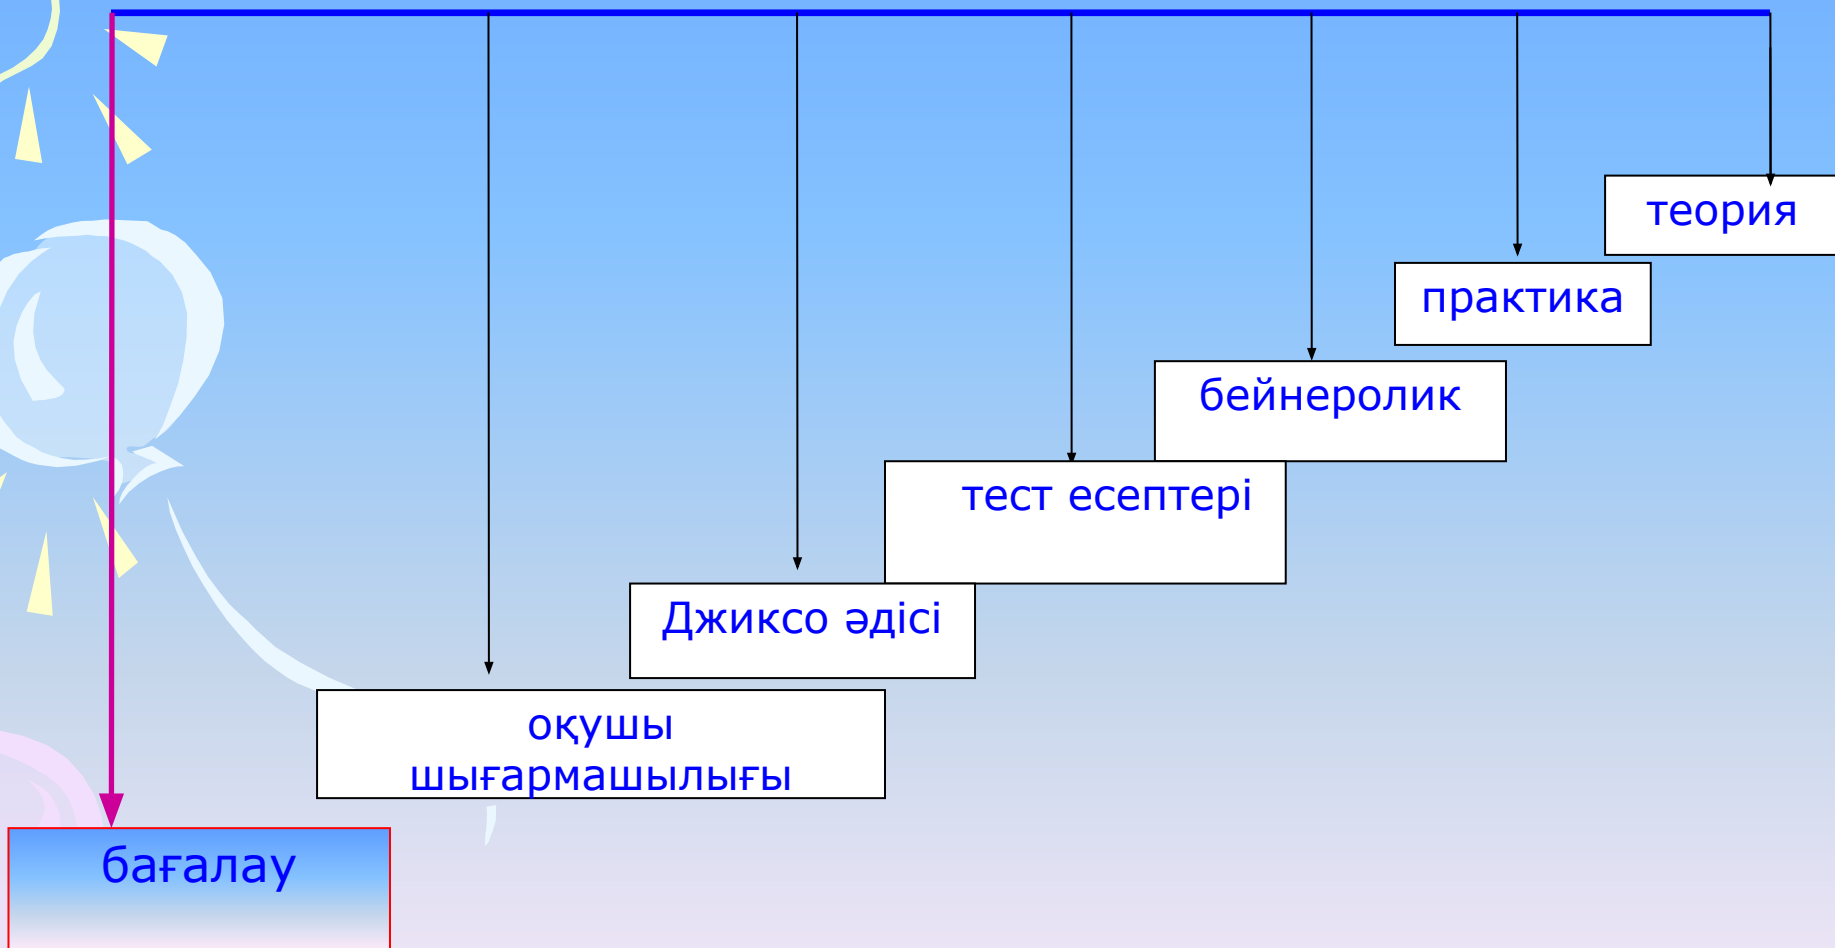 теория
практика
бейнеролик
тест есептері
Джиксо әдісі
оқушы
шығармашылығы
бағалау